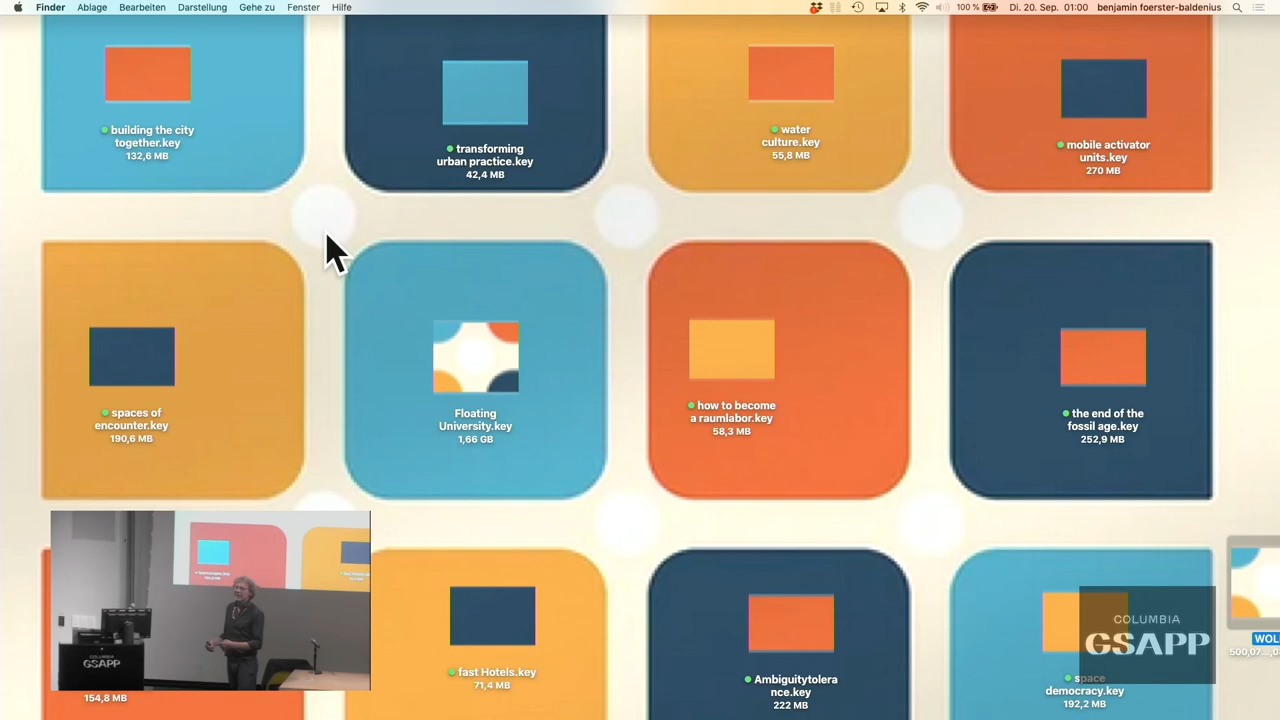 Finder Ablage Bearbeiten Darstellung Gehe zu Fenster Hilfe 100 % Di. 20. Sep. 01:00 benjamin foerster-baldenius
building the city
together.key
132,6 MB
transforming
urban practice.key
42,4 MB
water
culture.key
55,8 MB
mobile activator
units.key
270 MB
spaces of
encounter.key
190,6 MB
Floating
University.key
1,66 GB
how to become
a raumlabor.key
58,3 MB
the end of the
fossil age.key
252,9 MB
COLUMBIA
GSAPP
154,8 MB
fast Hotels.key
71,4 MB
Ambiguitytolera
nce.key
222 MB
space
democracy.key
192,2 MB
COLUMBIA
GSAPP
WOL